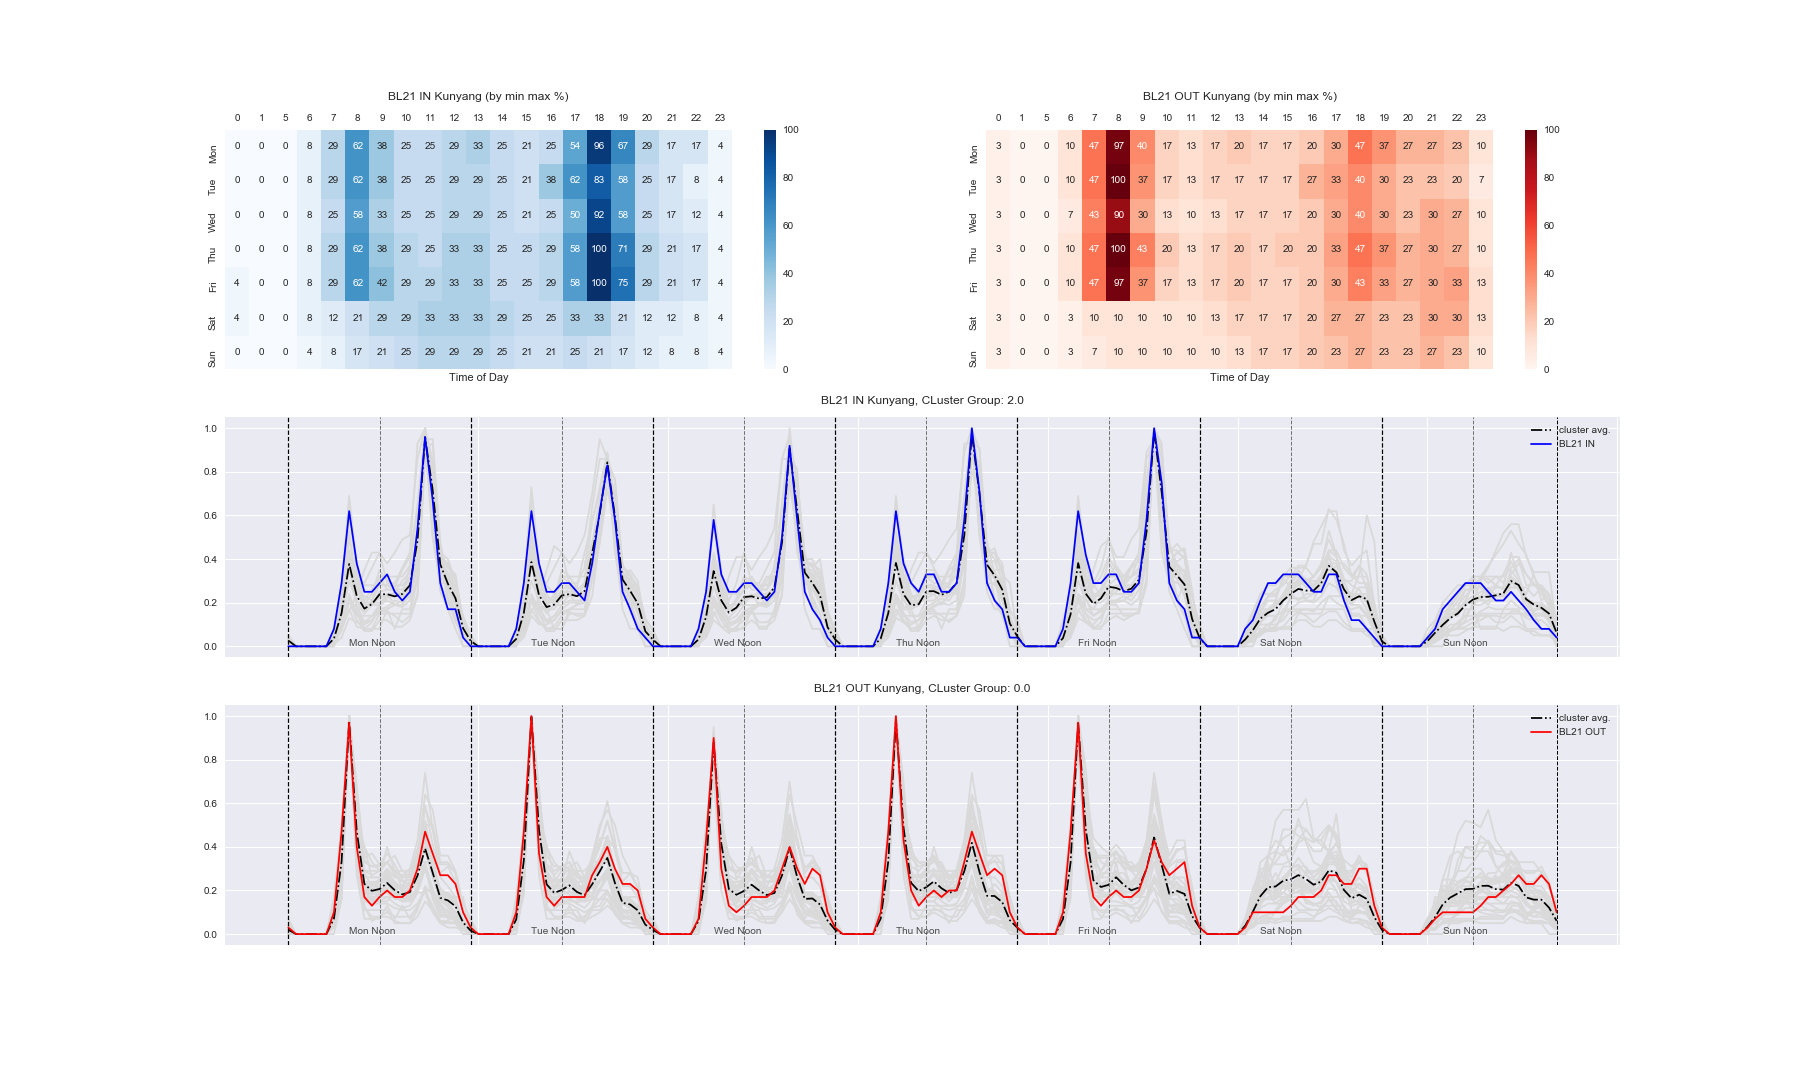 BL21 IN Kunyang (by min max %)
0 1 5 6 7 8 9 10 11 12 13 14 15 16 17 18 19 20 21 22 23
Mon 0 0 0 8 29 62 38 25 25 29 33 25 21 25 54 96 67 29 17 17 4
Tue 0 0 0 8 29 62 38 25 25 29 29 25 21 38 62 83 58 25 17 8 4
Wed 0 0 0 8 25 58 33 25 25 29 29 25 21 25 50 92 58 25 17 12 4
Thu 0 0 0 8 29 62 38 29 25 33 33 25 25 29 58 100 71 29 21 17 4
Fri 4 0 0 8 29 62 42 29 29 33 33 25 25 29 58 100 75 29 21 17 4
Sat 4 0 0 8 12 21 29 29 33 33 33 29 25 25 33 33 21 12 12 8 4
Sun 0 0 0 4 8 17 21 25 29 29 29 25 21 21 25 21 17 12 8 8 4
Time of Day
100
80
60
40
20
0
BL21 OUT Kunyang (by min max %)
0 1 5 6 7 8 9 10 11 12 13 14 15 16 17 18 19 20 21 22 23
Mon 3 0 0 10 47 97 40 17 13 17 20 17 17 20 30 47 37 27 27 23 10
Tue 3 0 0 10 47 100 37 17 13 17 17 17 17 27 33 40 30 23 23 20 7
Wed 3 0 0 7 43 90 30 13 10 13 17 17 17 20 30 40 30 23 30 27 10
Thu 3 0 0 10 47 100 43 20 13 17 20 17 20 20 33 47 37 27 30 27 10
Fri 3 0 0 10 47 97 37 17 13 17 20 17 17 20 30 43 33 27 30 33 13
Sat 3 0 0 3 10 10 10 10 10 13 17 17 17 20 27 27 23 23 30 30 13
Sun 3 0 0 3 7 10 10 10 10 10 13 17 17 20 23 27 23 23 27 23 10
Time of Day
100
80
60
40
20
0
BL21 IN Kunyang, CLuster Group: 2.0
1.0
0.8
0.6
0.4
0.2
0.0
cluster avg.
BL21 IN
Mon Noon Tue Noon Wed Noon Thu Noon Fri Noon Sat Noon Sun Noon
BL21 OUT Kunyang, CLuster Group: 0.0
1.0
0.8
0.6
0.4
0.2
0.0
cluster avg.
BL21 OUT
Mon Noon Tue Noon Wed Noon Thu Noon Fri Noon Sat Noon Sun Noon